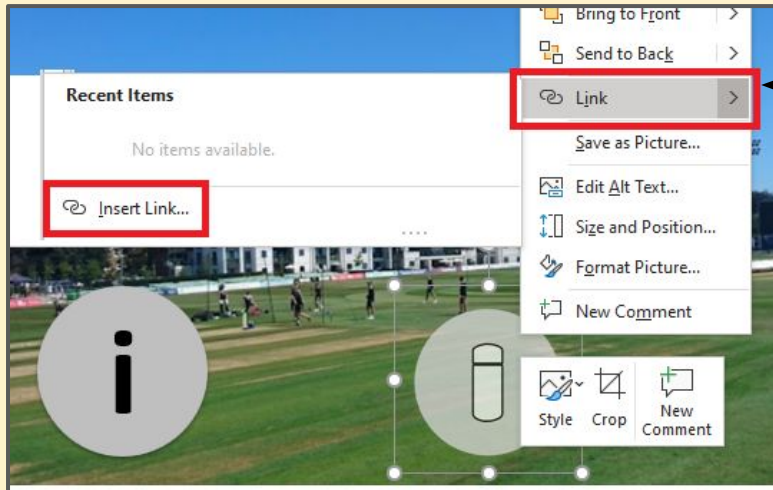 Bring to Front
Send to Back
Link
Save as Picture...
Edit Alt Text...
Size and Position...
Format Picture...
New Comment
Recent Items
No items available.
Insert Link...
i
Style
Crop
New
Comment